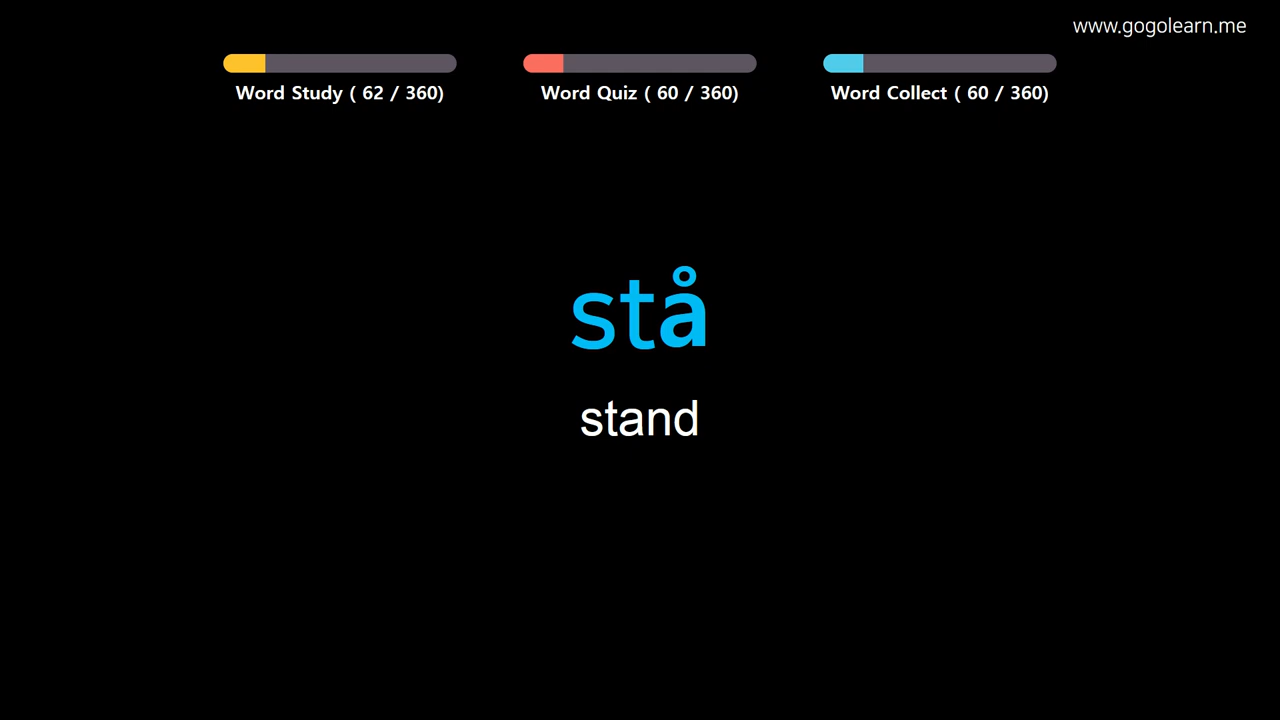 www.gogolearn.me
Word Study ( 62 / 360)
Word Quiz ( 60 / 360)
Word Collect ( 60 / 360)
stå
stand